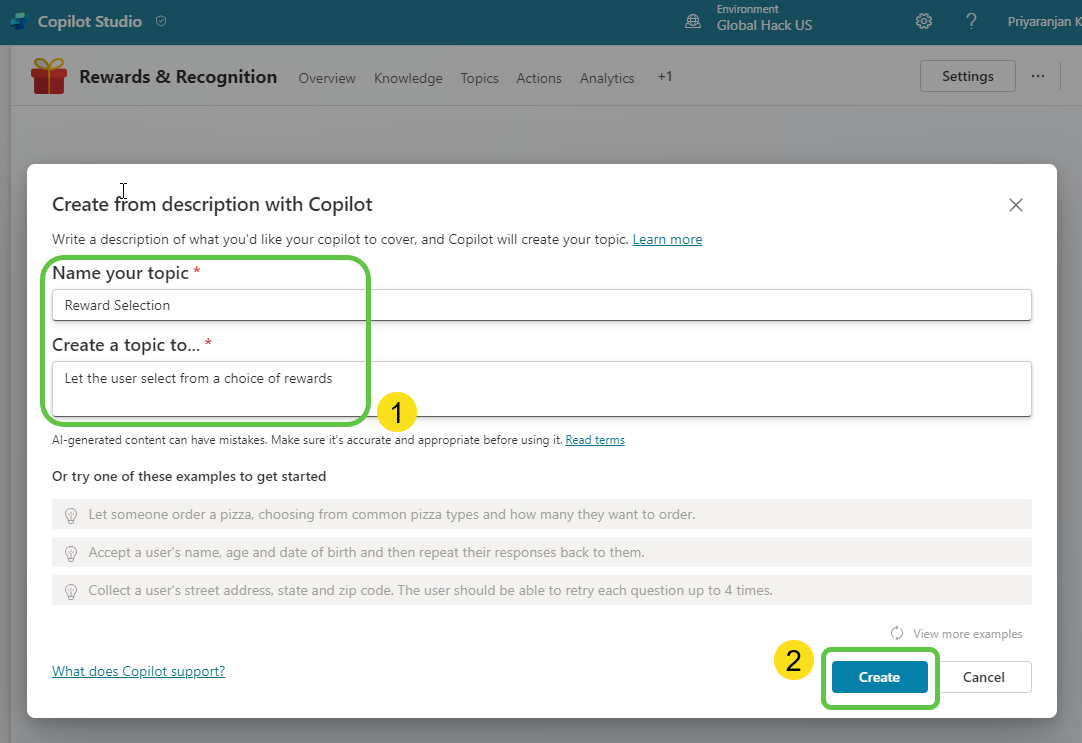 Copilot Studio
Environment
Global Hack US
?
Priyaranjan K
Rewards & Recognition
Overview
Knowledge
Topics
Actions
Analytics
+1
Settings
...
Create from description with Copilot
Write a description of what you'd like your copilot to cover, and Copilot will create your topic. Learn more
Name your topic *
Reward Selection
Create a topic to... *
Let the user select from a choice of rewards
1
AI-generated content can have mistakes. Make sure it's accurate and appropriate before using it. Read terms
Or try one of these examples to get started
Let someone order a pizza, choosing from common pizza types and how many they want to order.
Accept a user's name, age and date of birth and then repeat their responses back to them.
Collect a user's street address, state and zip code. The user should be able to retry each question up to 4 times.
View more examples
What does Copilot support?
2
Create
Cancel